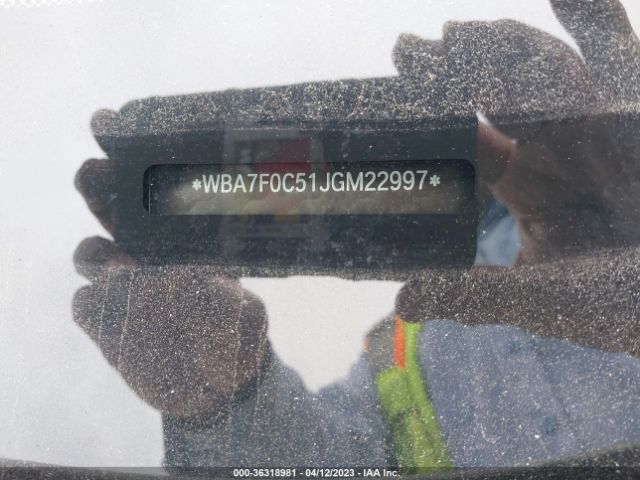 *WBA7F0C51JGM22997*
000-36318981 - 04/12/2023 - IAA Inc.